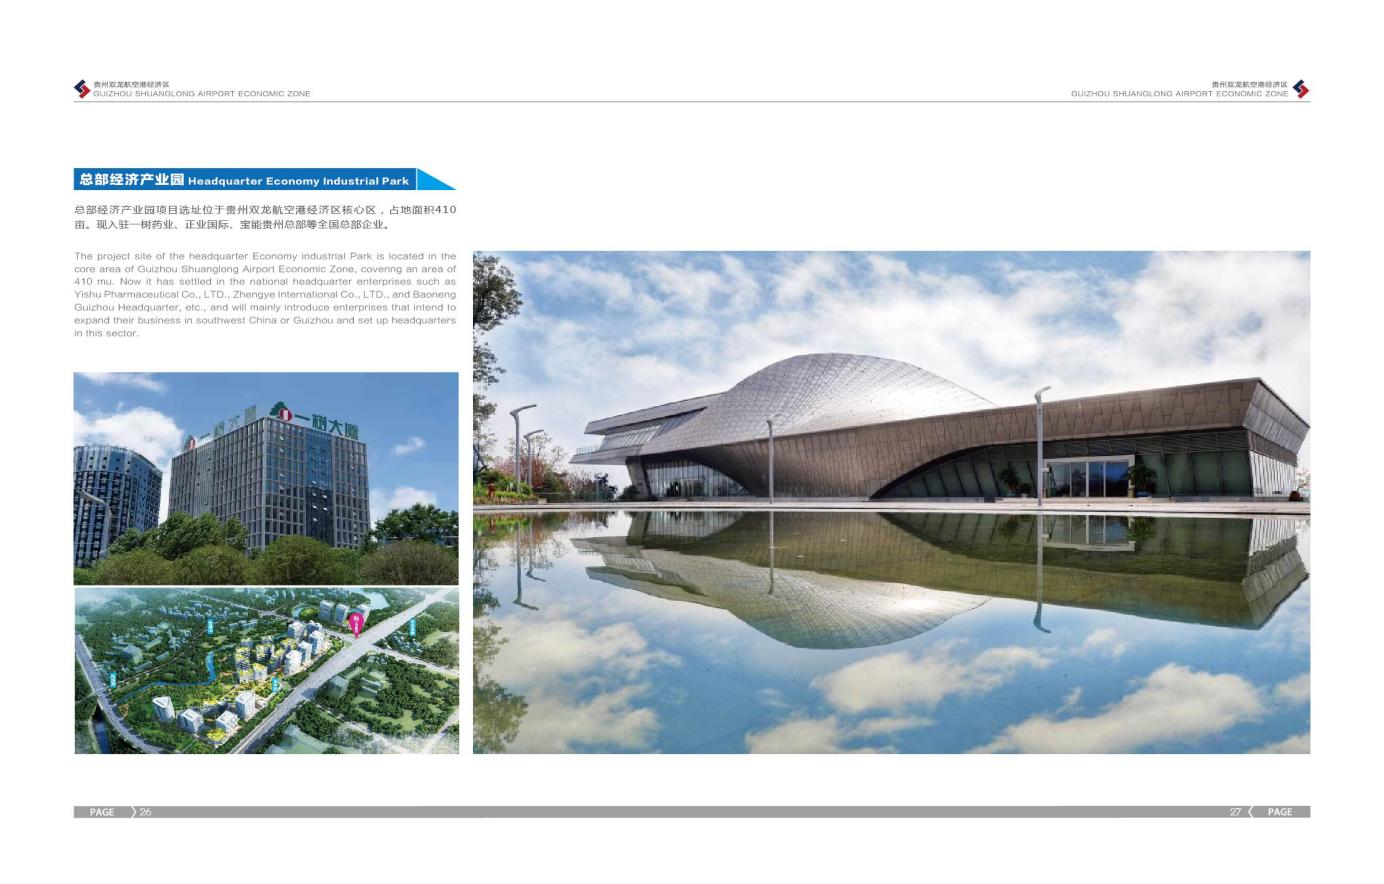 贵州双龙航空港经济区
GUIZHOU SHUANGLONG AIRPORT ECONOMIC ZONE
贵州双龙航空港经济区
GUIZHOU SHUANGLONG AIRPORT ECONOMIC ZONE
总部经济产业园 Headquarter Economy Industrial Park
总部经济产业园项目选址位于贵州双龙航空港经济区核心区，占地面积410
亩。现入驻一树药业、正业国际、宝能贵州总部等全国总部企业。
The project site of the headquarter Economy industrial Park is located in the
core area of Guizhou Shuanglong Airport Economic Zone, covering an area of
410 mu. Now it has settled in the national headquarter enterprises such as
Yishu Pharmaceutical Co., LTD., Zhengye International Co., LTD., and Baoneng
Guizhou Headquarter, etc., and will mainly introduce enterprises that intend to
expand their business in southwest China or Guizhou and set up headquarters
in this sector.
一树大厦
一树大厦
PAGE 26
27 PAGE